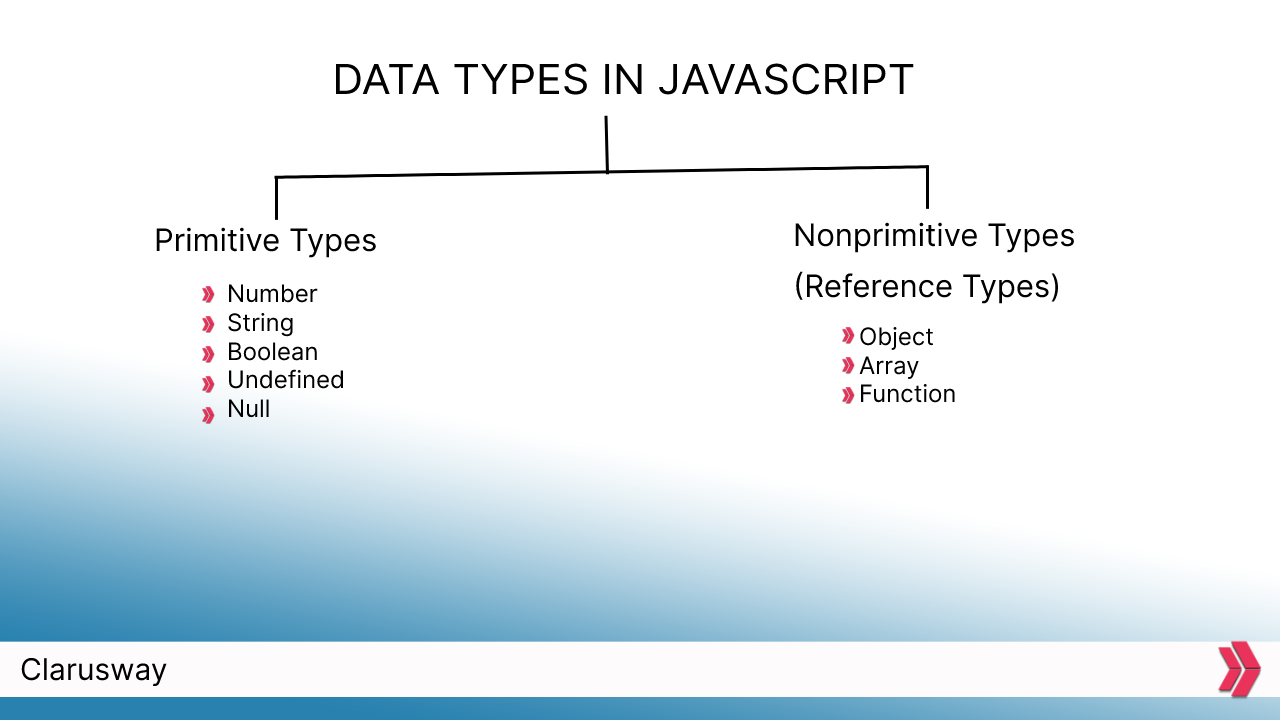 DATA TYPES IN JAVASCRIPT
Primitive Types
Number
String
Boolean
Undefined
Null
Nonprimitive Types
(Reference Types)
Object
Array
Function
Clarusway